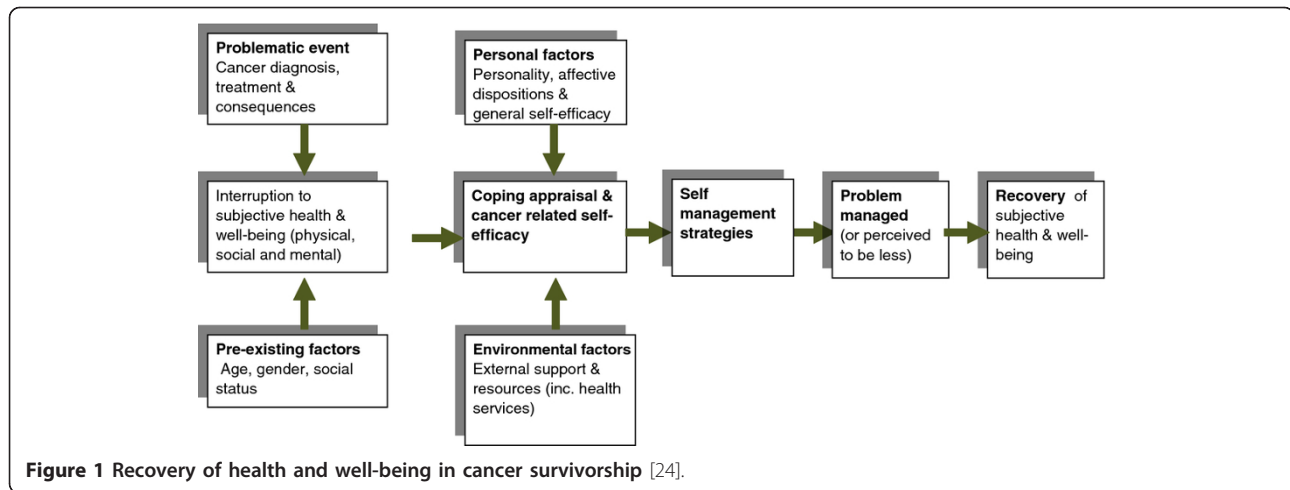 Problematic event
Cancer diagnosis,
treatment &
consequences
Personal factors
Personality, affective
dispositions &
general self-efficacy
Interruption to
subjective health &
well-being (physical,
social and mental)
Coping appraisal &
cancer related self-
efficacy
Self
management
strategies
Problem
managed
(or perceived
to be less)
Recovery of
subjective
health & well-
being
Pre-existing factors
Age, gender, social
status
Environmental factors
External support &
resources (inc. health
services)
Figure 1 Recovery of health and well-being in cancer survivorship [24].